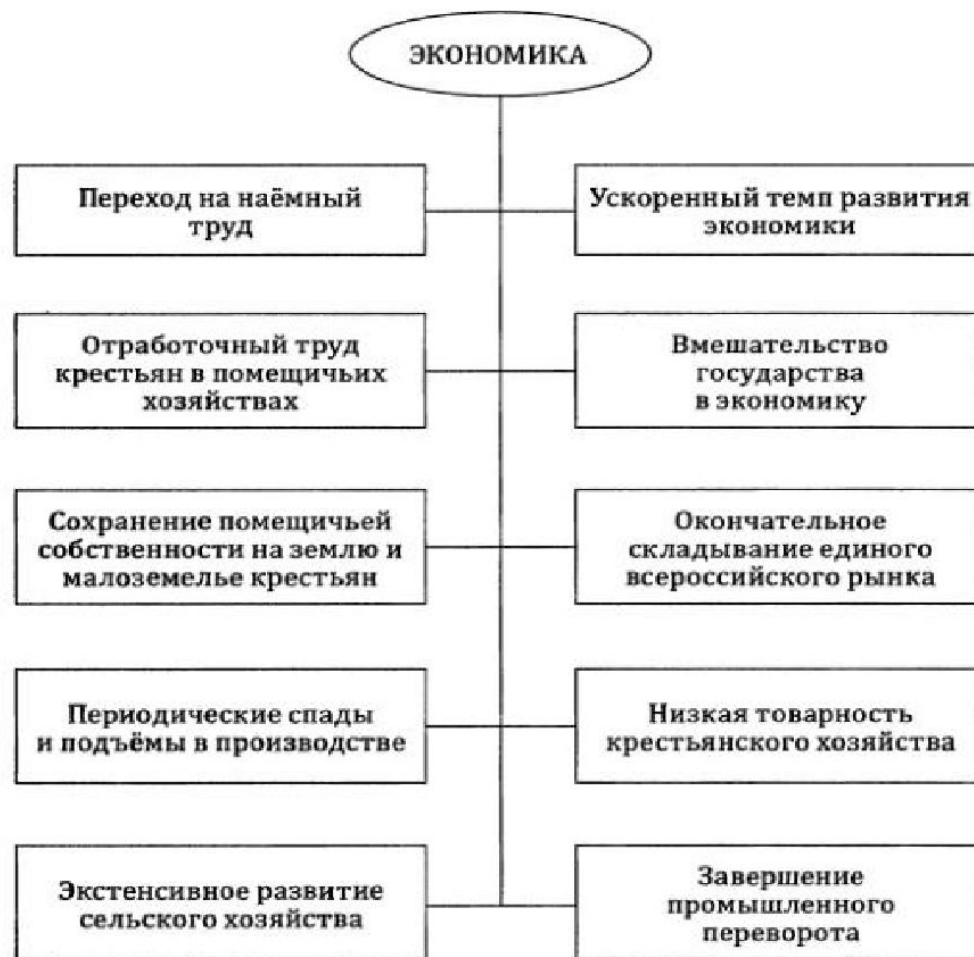 ЭКОНОМИКА
Переход на наёмный
труд
Ускоренный темп развития
экономики
Отработочный труд
крестьян в помещичьих
хозяйствах
Вмешательство
государства
в экономику
Сохранение помещичьей
собственности на землю и
малоземелье крестьян
Окончательное
складывание единого
всероссийского рынка
Периодические спады
и подъёмы в производстве
Низкая товарность
крестьянского хозяйства
Экстенсивное развитие
сельского хозяйства
Завершение
промышленного
переворота